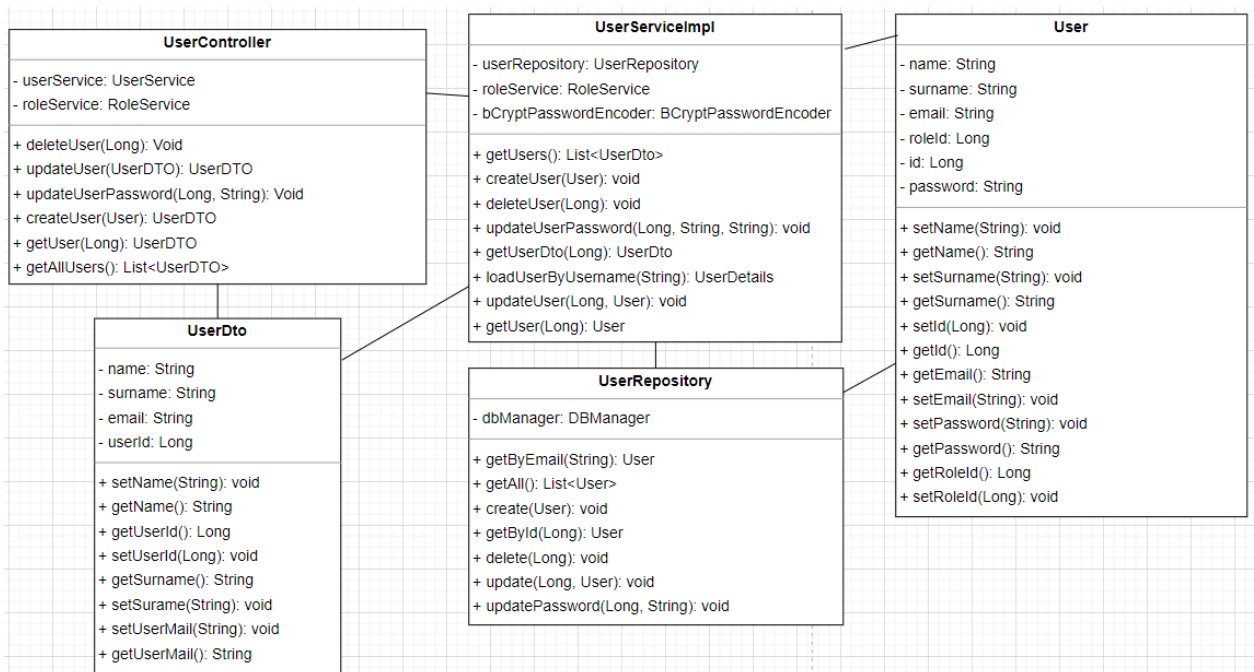 UserController
- userService: UserService
- roleService: RoleService
+ deleteUser(Long): Void
+ updateUser(UserDTO): UserDTO
+ updateUserPassword(Long, String): Void
+ createUser(User): UserDTO
+ getUser(Long): UserDTO
+ getAllUsers(): List<UserDTO>
UserDto
- name: String
- surname: String
- email: String
- userId: Long
+ setName(String): void
+ getName(): String
+ getUserId(): Long
+ setUserId(Long): void
+ getSurname(): String
+ setSurame(String): void
+ setUserMail(String): void
+ getUserMail(): String
UserServiceImpl
- userRepository: UserRepository
- roleService: RoleService
- bCryptPasswordEncoder: BCryptPasswordEncoder
+ getUsers(): List<UserDto>
+ createUser(User): void
+ deleteUser(Long): void
+ updateUserPassword(Long, String, String): void
+ getUserDto(Long): UserDto
+ loadUserByUsername(String): UserDetails
+ updateUser(Long, User): void
+ getUser(Long): User
UserRepository
- dbManager: DBManager
+ getByEmail(String): User
+ getAll(): List<User>
+ create(User): void
+ getById(Long): User
+ delete(Long): void
+ update(Long, User): void
+ updatePassword(Long, String): void
User
- name: String
- surname: String
- email: String
- roleId: Long
- id: Long
- password: String
+ setName(String): void
+ getName(): String
+ setSurname(String): void
+ getSurname(): String
+ setId(Long): void
+ getId(): Long
+ getEmail(): String
+ setEmail(String): void
+ setPassword(String): void
+ getPassword(): String
+ getRoleId(): Long
+ setRoleId(Long): void